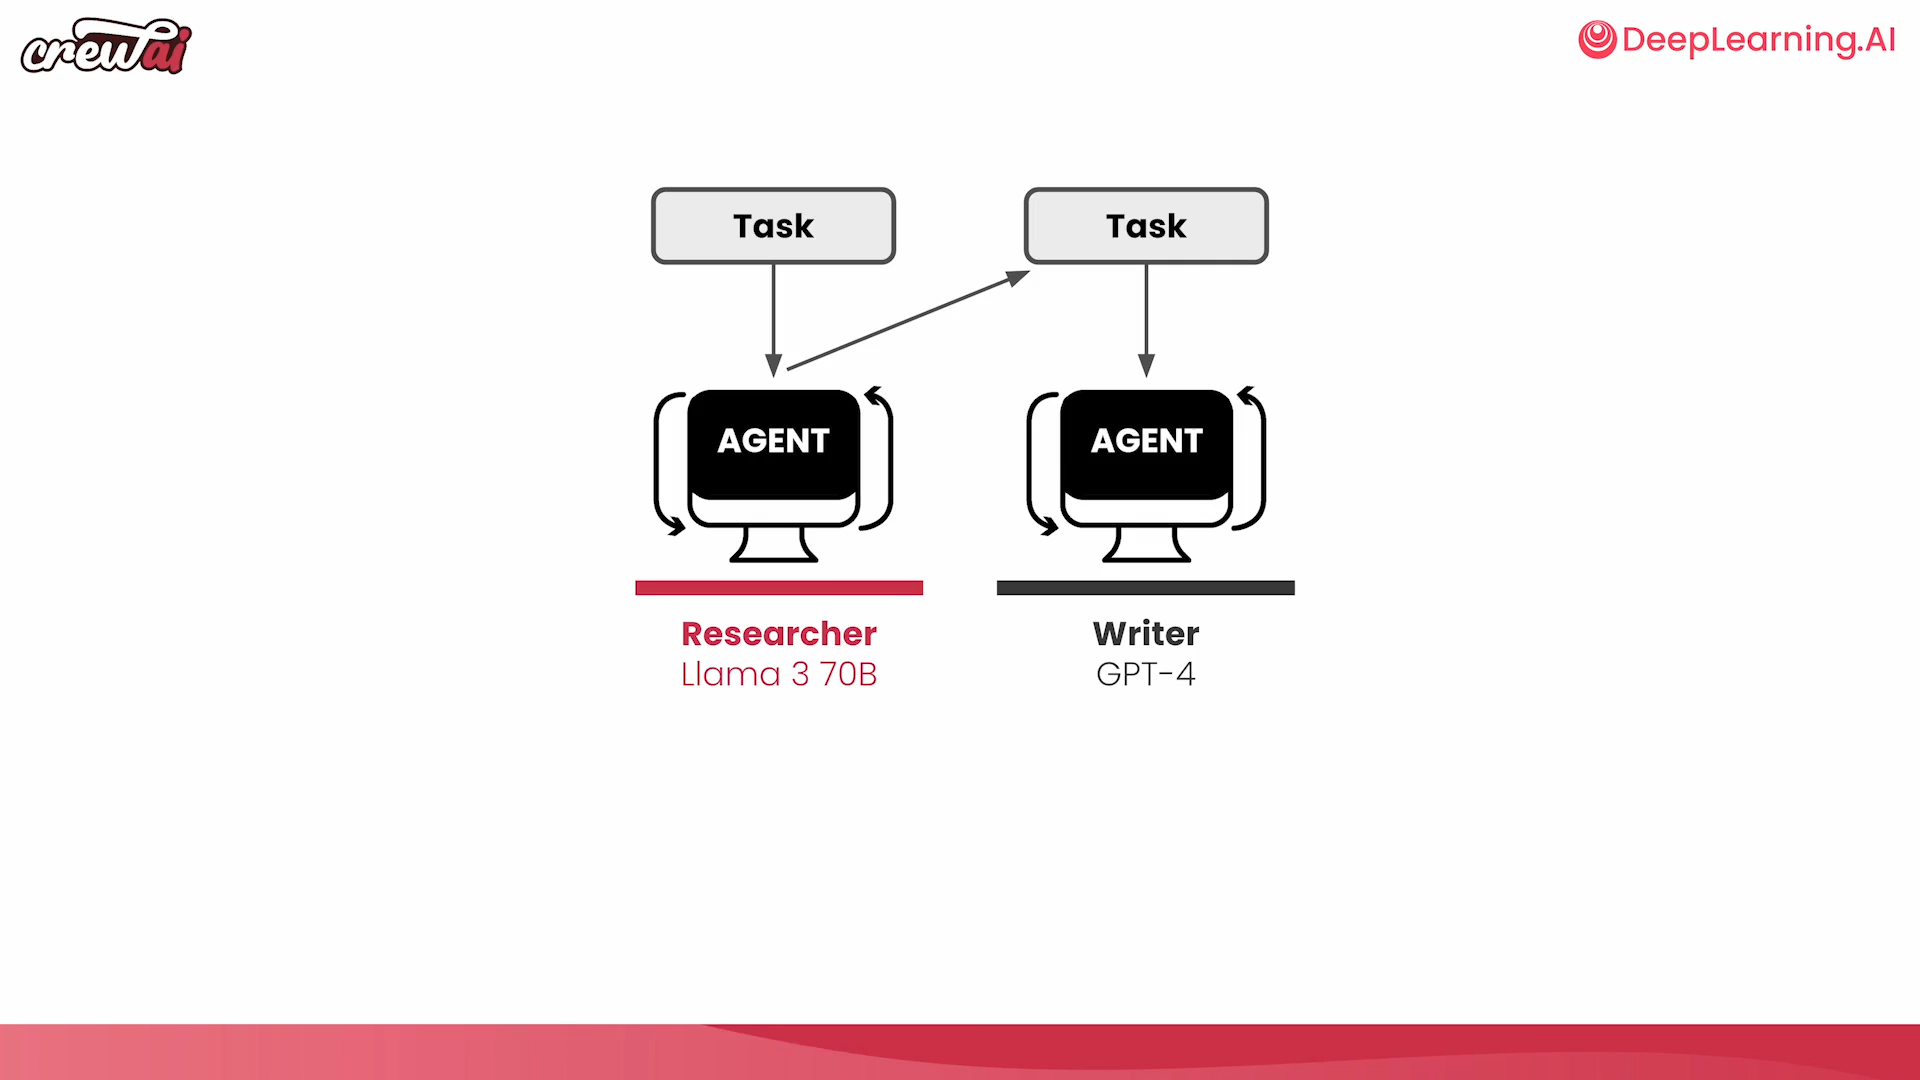 crewai
DeepLearning.AI
Task
Task
AGENT
AGENT
Researcher
Llama 3 70B
Writer
GPT-4